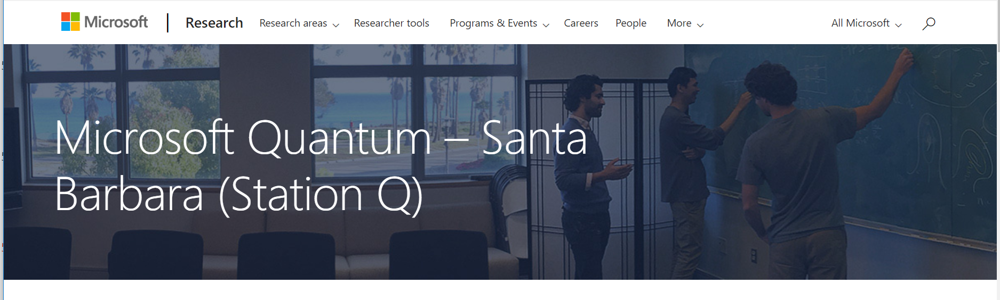 Microsoft | Research Research areas Researcher tools Programs & Events Careers People More All Microsoft
Microsoft Quantum – Santa
Barbara (Station Q)